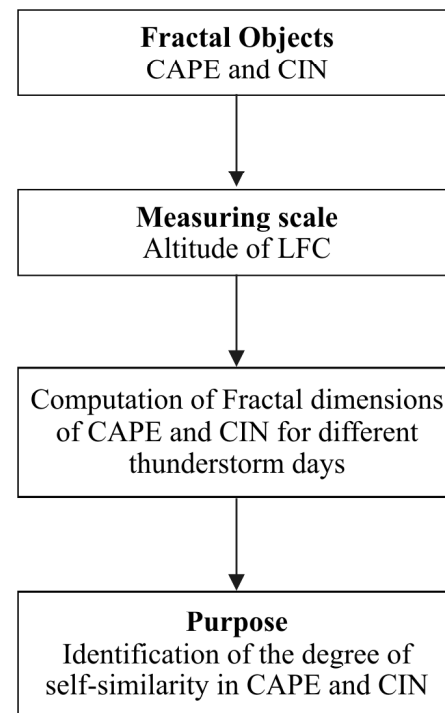 Fractal Objects
CAPE and CIN
Measuring scale
Altitude of LFC
Computation of Fractal dimensions
of CAPE and CIN for different
thunderstorm days
Purpose
Identification of the degree of
self-similarity in CAPE and CIN